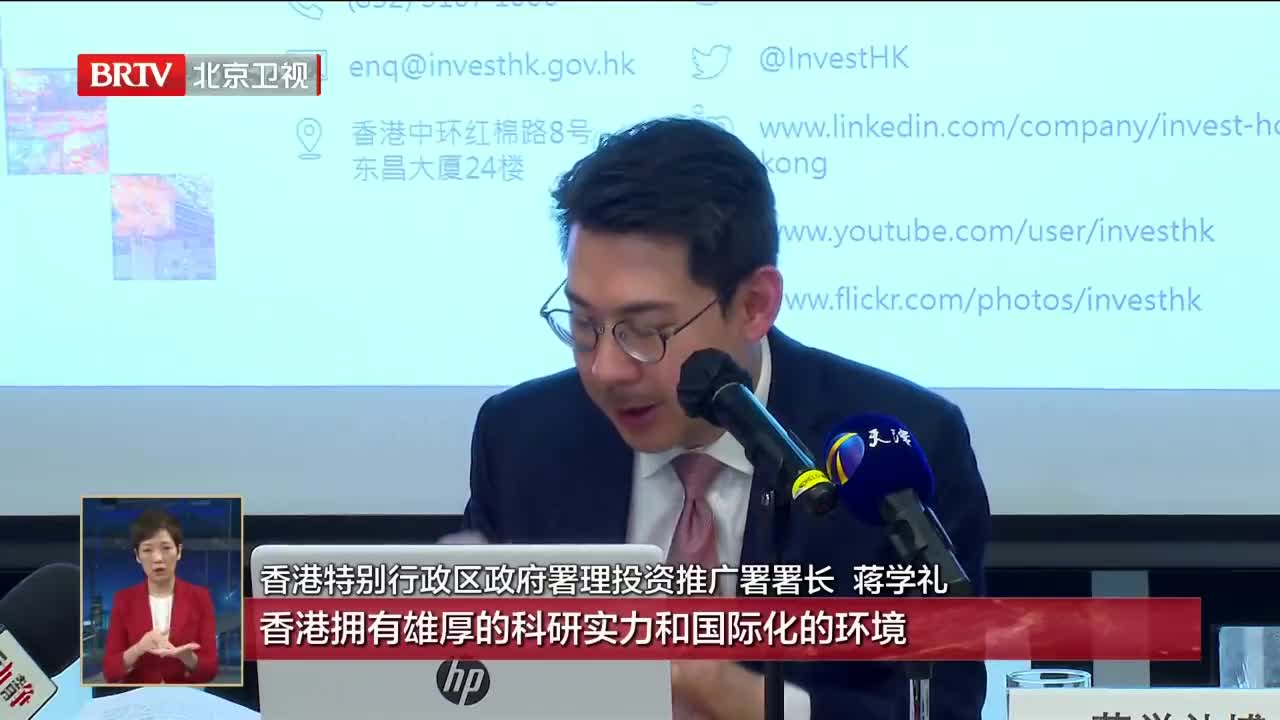 BRTV 北京卫视
enq@investhk.gov.hk
@InvestHK
香港中环红棉路8号
东昌大厦24楼
www.linkedin.com/company/invest-ho
kong
www.youtube.com/user/investhk
www.flickr.com/photos/investhk
天津
香港特别行政区政府署理投资推广署署长 蒋学礼
香港拥有雄厚的科研实力和国际化的环境
hp